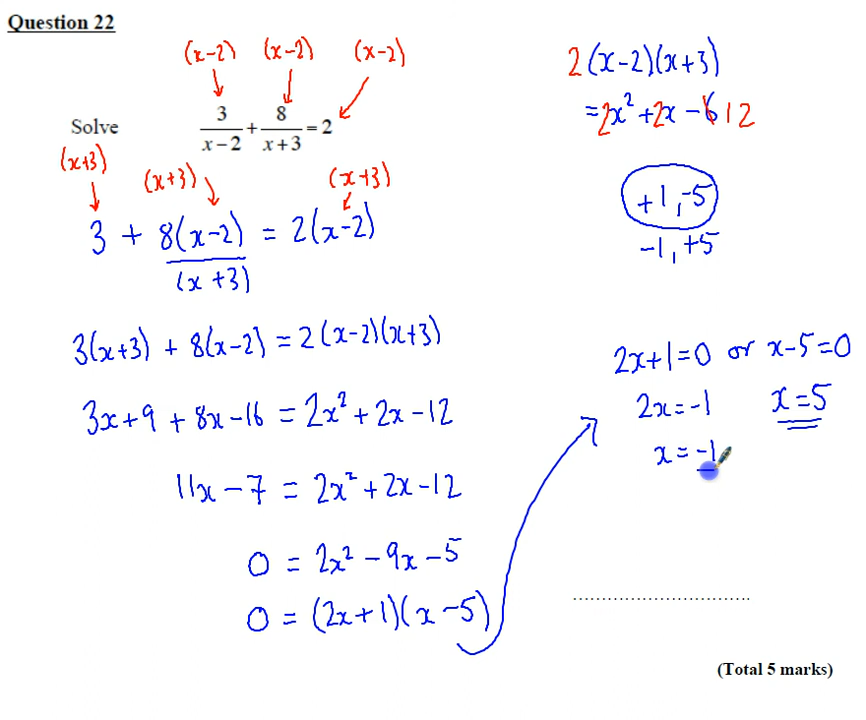 Question 22
(x-2) (x-2) (x-2)
Solve 3/(x-2) + 8/(x+3) = 2
(x+3) (x+3) (x+3)
3 + 8(x-2)/(x+3) = 2(x-2)
3(x+3) + 8(x-2) = 2(x-2)(x+3)
3x+9 + 8x-16 = 2x² + 2x - 12
11x - 7 = 2x² + 2x - 12
0 = 2x² - 9x - 5
0 = (2x+1)(x-5)
2(x-2)(x+3)
= 2x² + 2x - 6 12
+1, -5
-1, +5
2x+1=0 or x-5=0
2x = -1 x = 5
x = -1
(Total 5 marks)